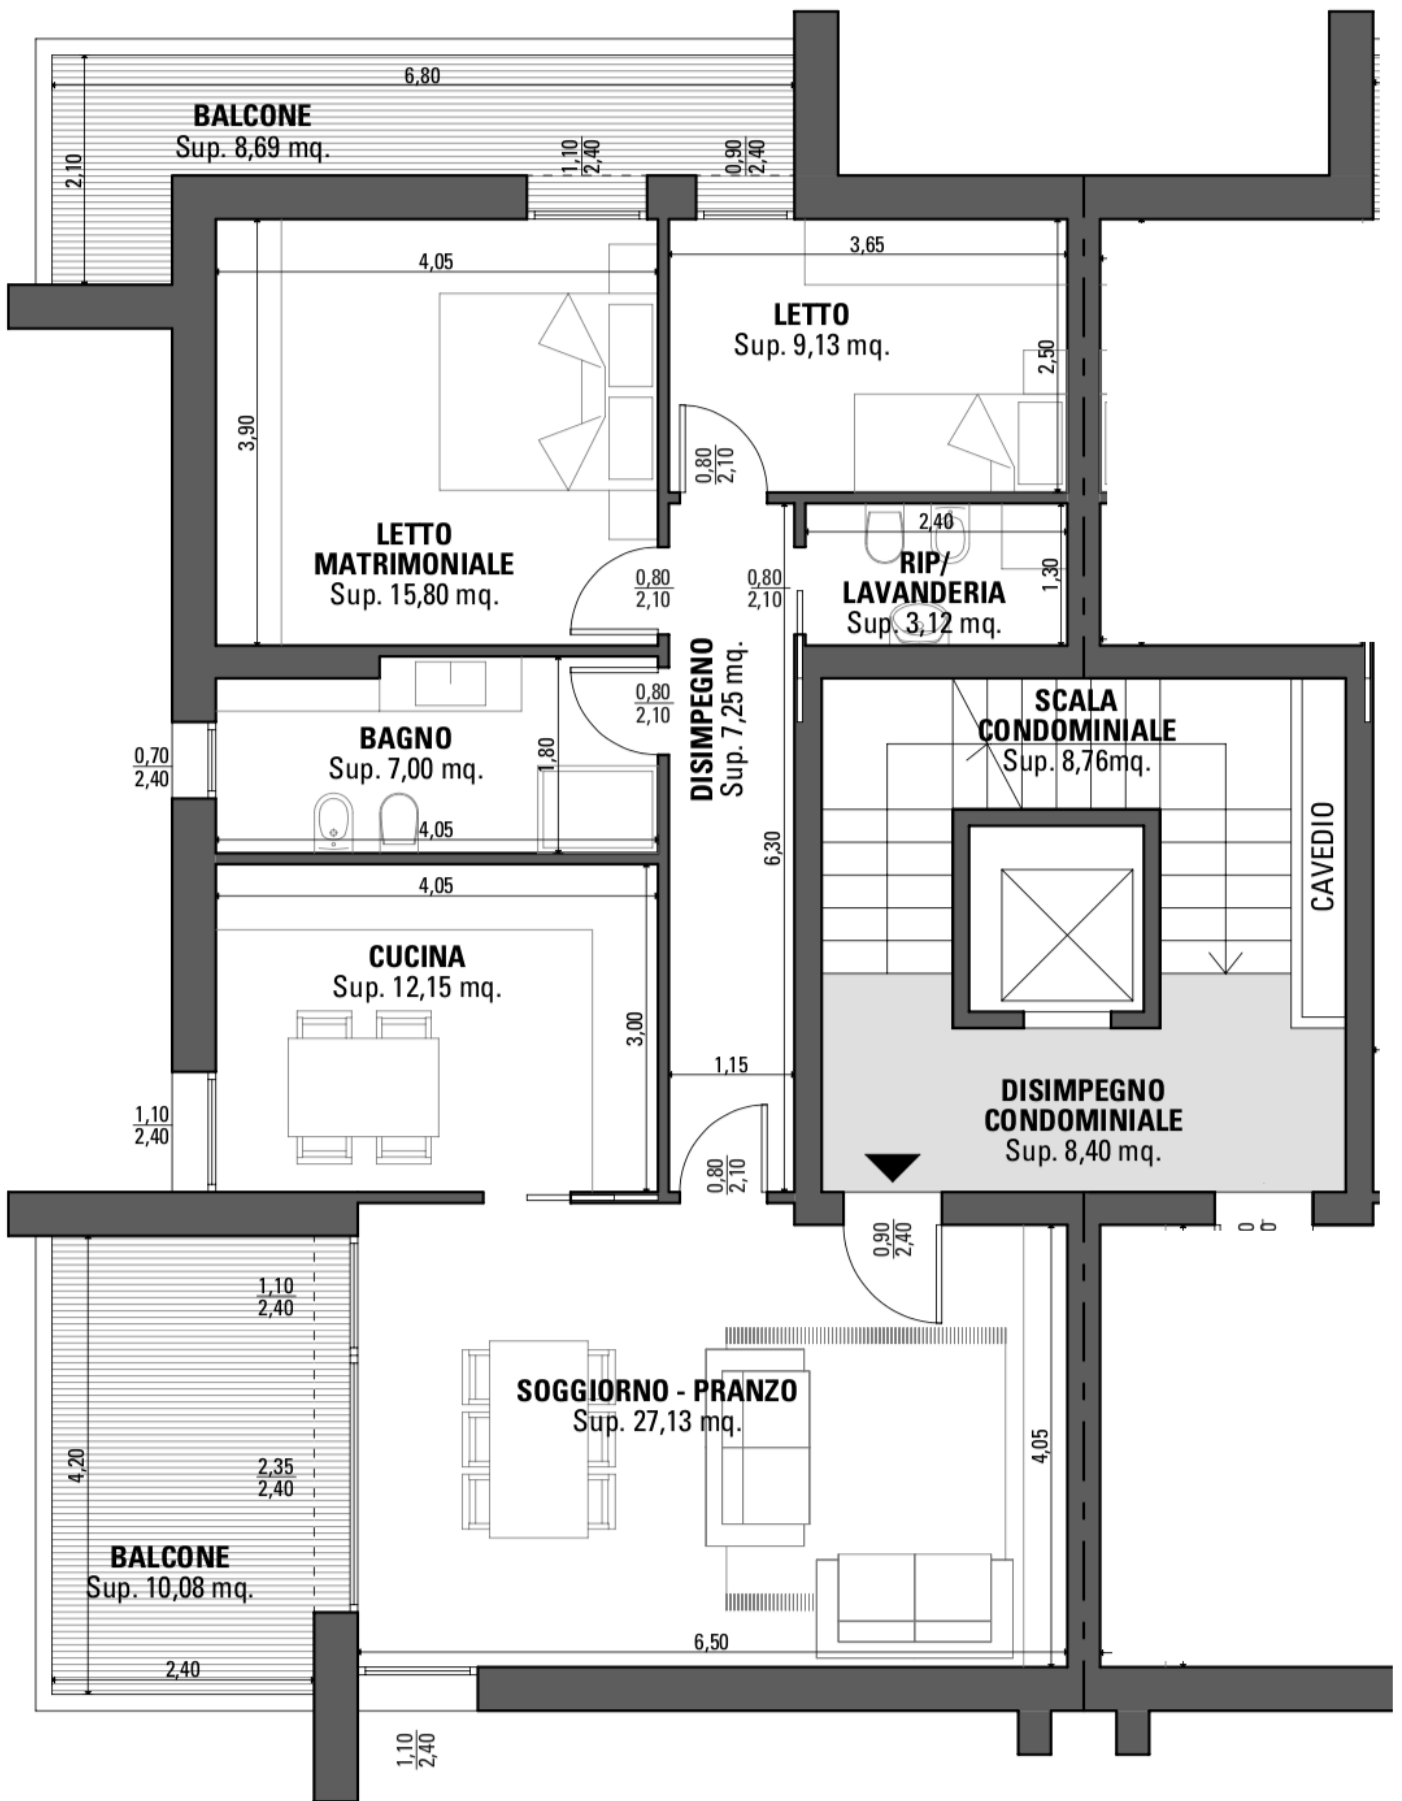 6,80
BALCONE
Sup. 8,69 mq.
2,10
1,10
2,40
0,90
2,40
4,05
3,65
LETTO
Sup. 9,13 mq.
2,50
3,90
0,80
2,10
LETTO
MATRIMONIALE
Sup. 15,80 mq.
2,40
RIP/
LAVANDERIA
Sup. 3,12 mq.
1,30
0,80
2,10
0,80
2,10
DISIMPEGNO
Sup. 7,25 mq.
0,80
2,10
SCALA
CONDOMINIALE
Sup. 8,76mq.
BAGNO
Sup. 7,00 mq.
1,80
0,70
2,40
4,05
6,30
CAVEDIO
4,05
CUCINA
Sup. 12,15 mq.
3,00
1,15
DISIMPEGNO
CONDOMINIALE
Sup. 8,40 mq.
1,10
2,40
0,80
2,10
0,90
2,40
1,10
2,40
SOGGIORNO - PRANZO
Sup. 27,13 mq.
4,05
4,20
2,35
2,40
BALCONE
Sup. 10,08 mq.
6,50
2,40
1,10
2,40